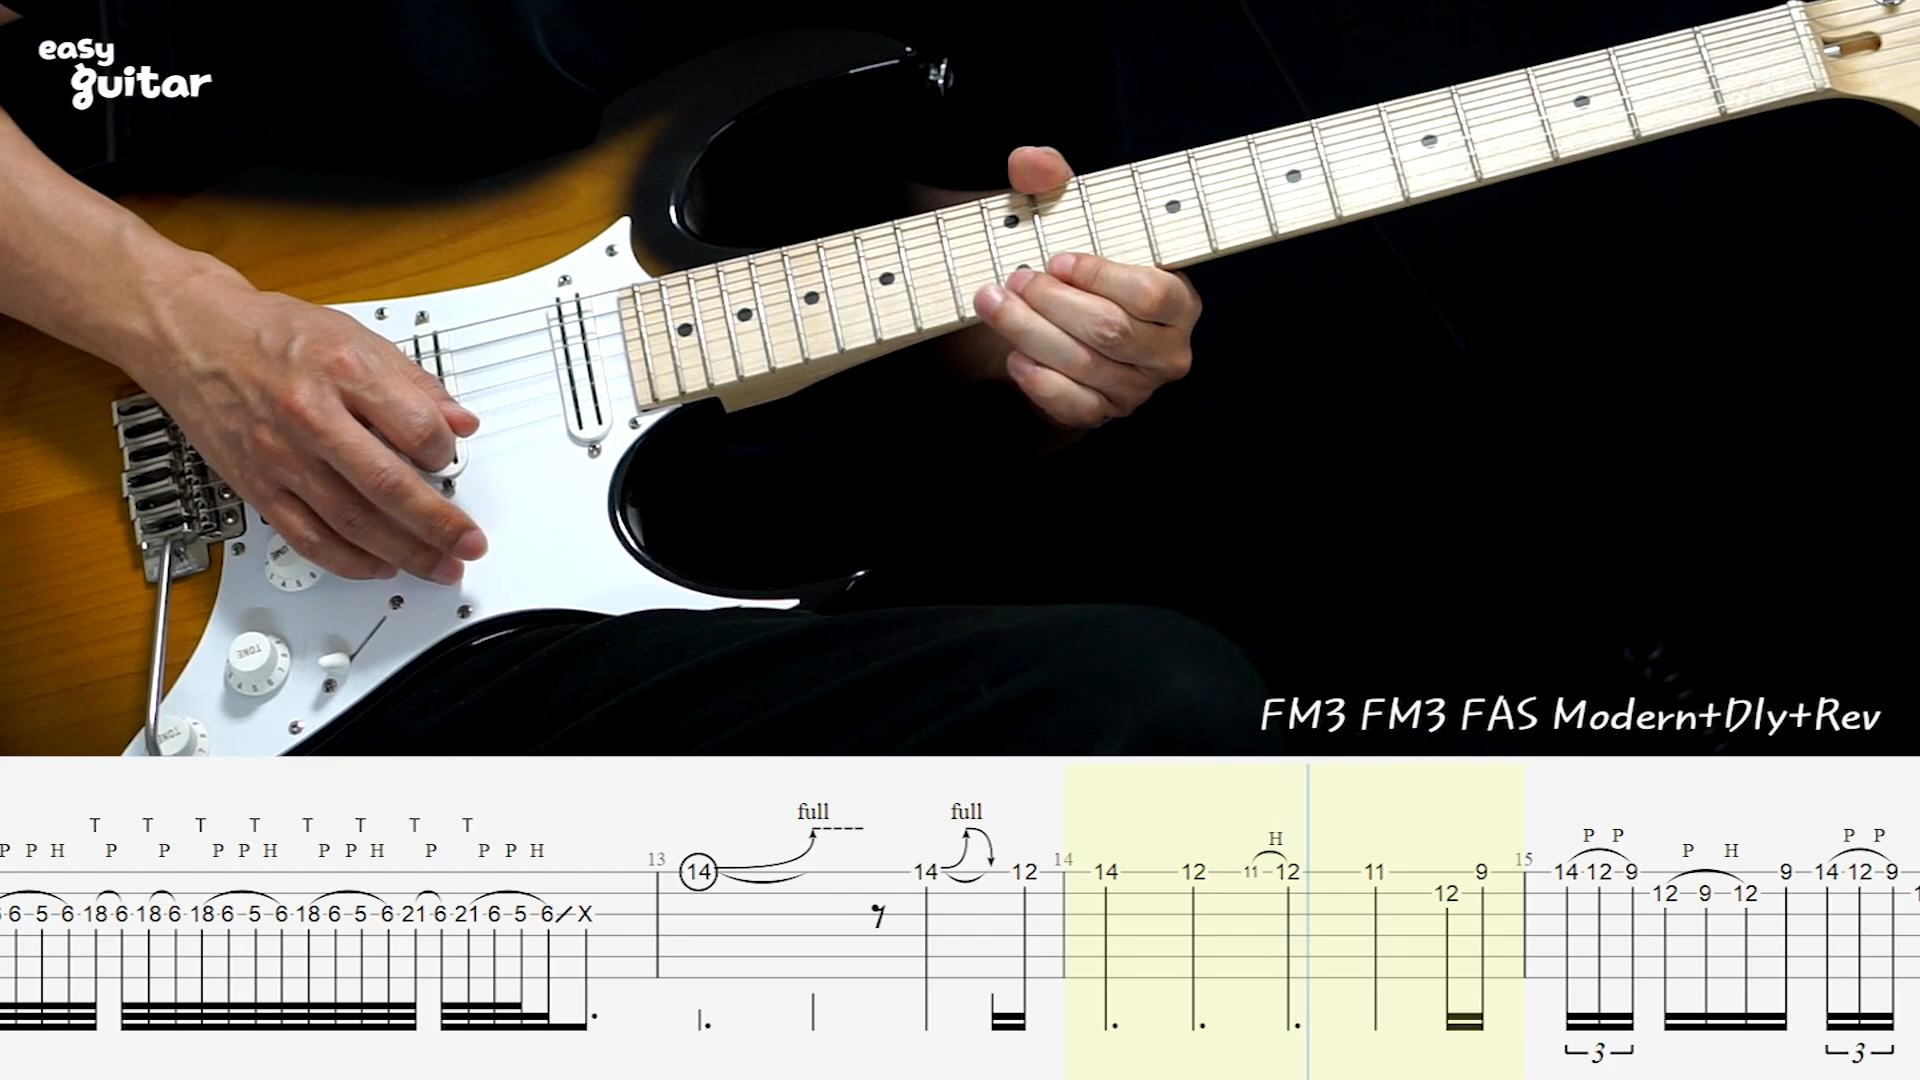 easy
guitar
TONE
FM3 FM3 FAS Modern+Dly+Rev
full full
T T T T T T T T
H
P P
P P
P P H P P P P H P P H P P P H
P H
13 14 15
14 14 12 14 12 11 12 11 9 14 12 9 9 14 12 9
12 12 9 12
6 5 6 18 6 18 6 18 6 5 6 18 6 5 6 21 6 21 6 5 6 X
3 3